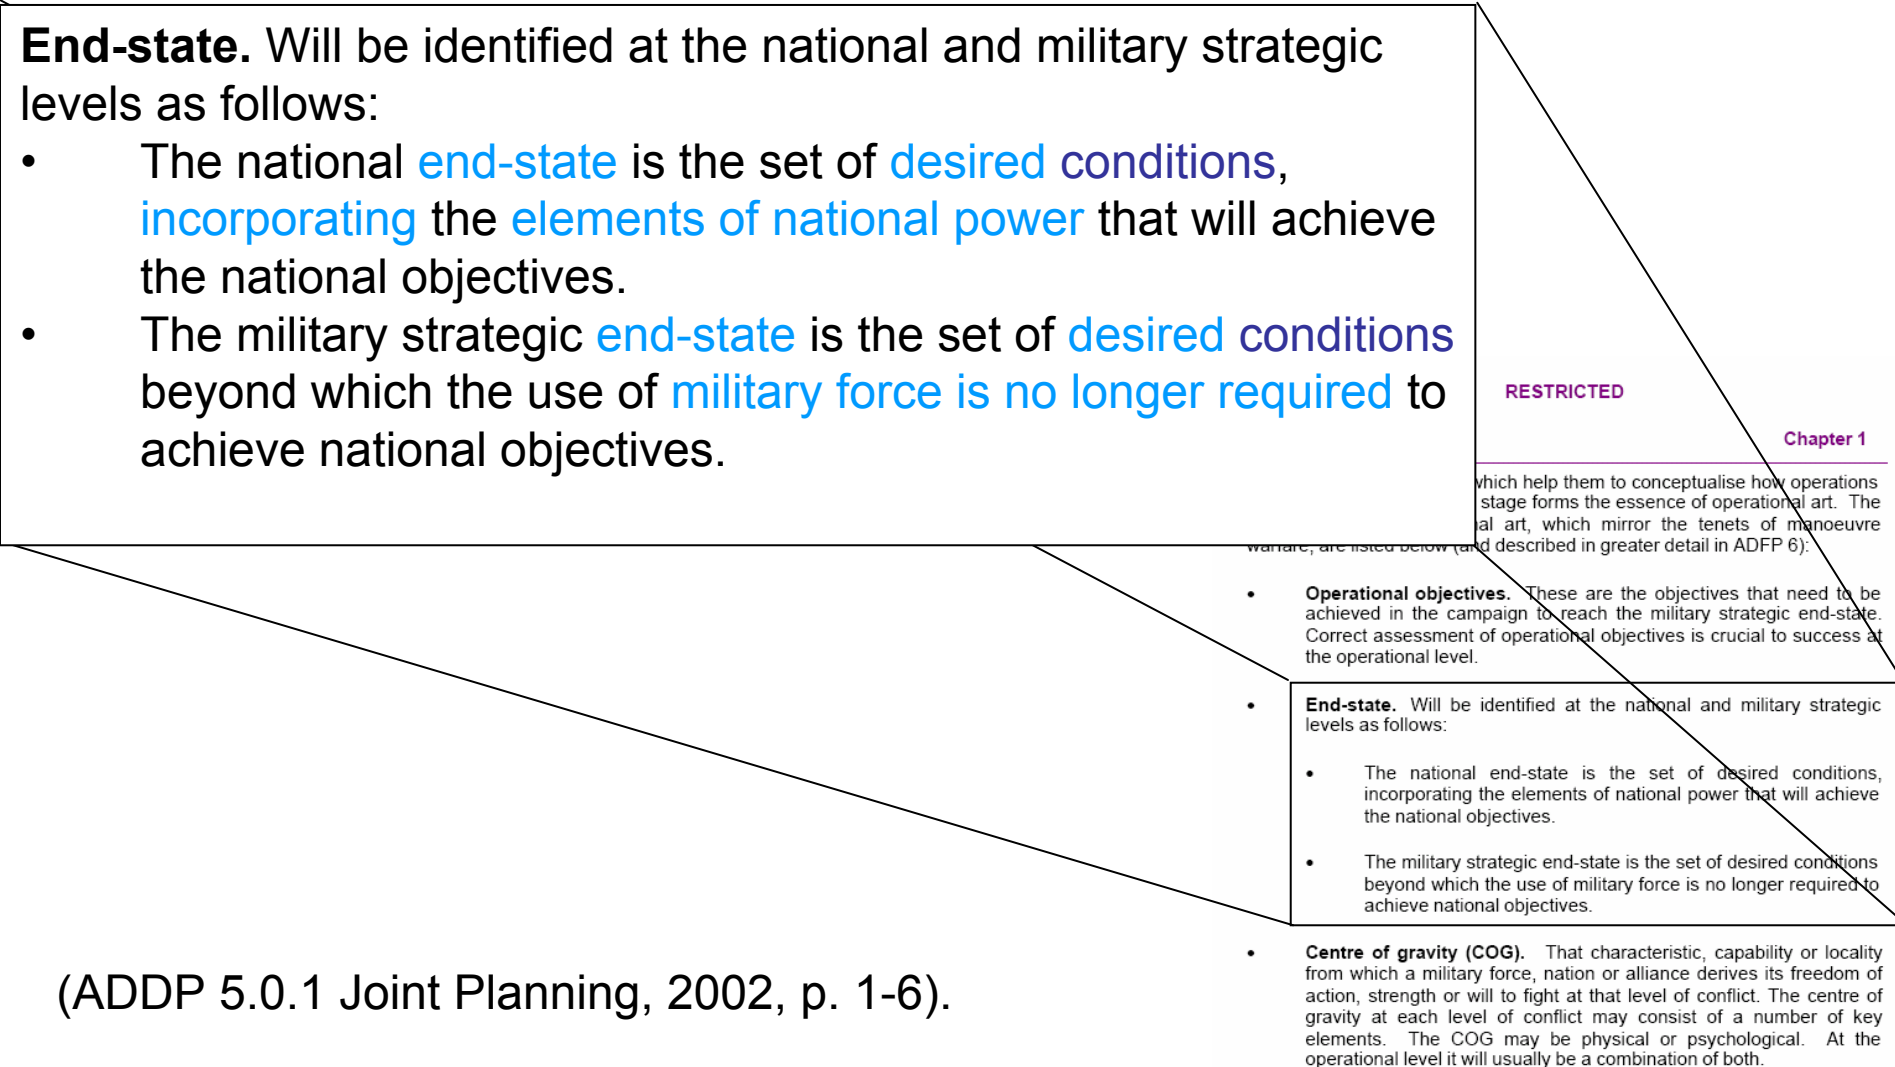 End-state. Will be identified at the national and military strategic
levels as follows:
• The national end-state is the set of desired conditions,
incorporating the elements of national power that will achieve
the national objectives.
• The military strategic end-state is the set of desired conditions
beyond which the use of military force is no longer required to
achieve national objectives.
RESTRICTED
Chapter 1
which help them to conceptualise how operations
stage forms the essence of operational art. The
art, which mirror the tenets of manoeuvre
warfare, are listed below (and described in greater detail in ADFP 6):
• Operational objectives. These are the objectives that need to be
achieved in the campaign to reach the military strategic end-state.
Correct assessment of operational objectives is crucial to success at
the operational level.
• End-state. Will be identified at the national and military strategic
levels as follows:
• The national end-state is the set of desired conditions,
incorporating the elements of national power that will achieve
the national objectives.
• The military strategic end-state is the set of desired conditions
beyond which the use of military force is no longer required to
achieve national objectives.
• Centre of gravity (COG). That characteristic, capability or locality
from which a military force, nation or alliance derives its freedom of
action, strength or will to fight at that level of conflict. The centre of
gravity at each level of conflict may consist of a number of key
elements. The COG may be physical or psychological. At the
operational level it will usually be a combination of both.
(ADDP 5.0.1 Joint Planning, 2002, p. 1-6).